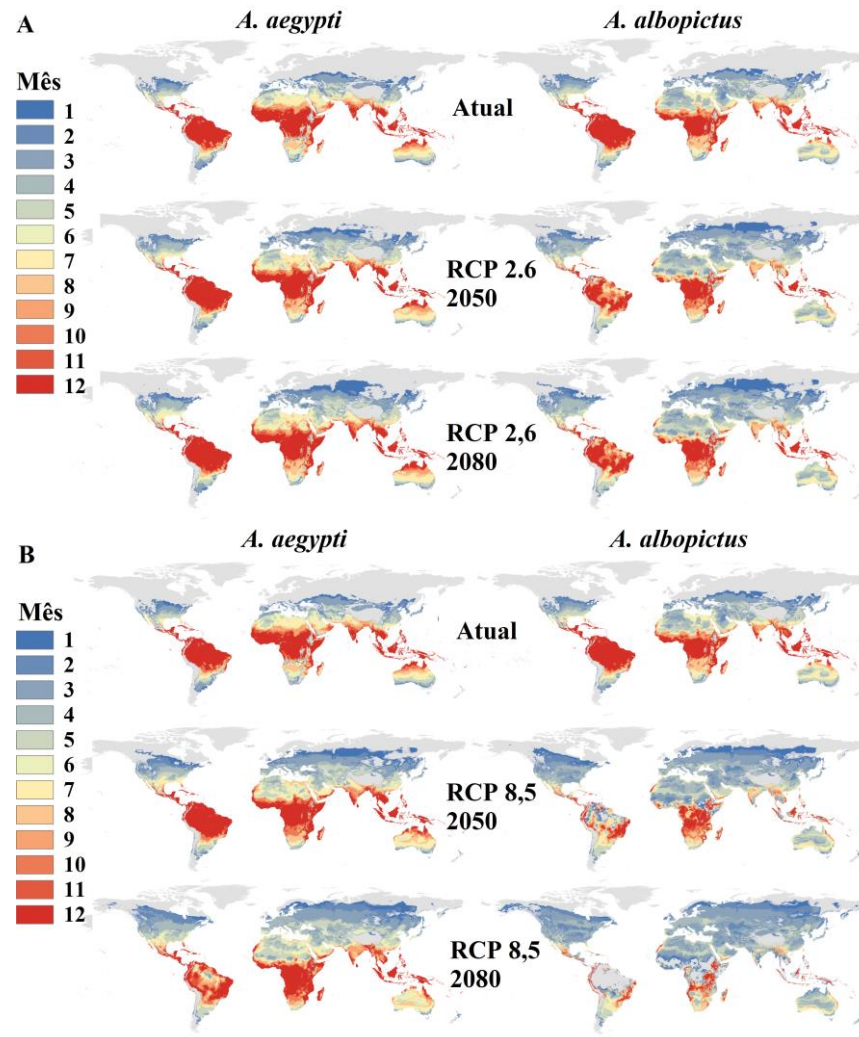 A
A. aegypti
A. albopictus
Mês
1
2
3
4
5
6
7
8
9
10
11
12
Atual
RCP 2.6
2050
RCP 2,6
2080
B
A. aegypti
A. albopictus
Mês
1
2
3
4
5
6
7
8
9
10
11
12
Atual
RCP 8,5
2050
RCP 8,5
2080